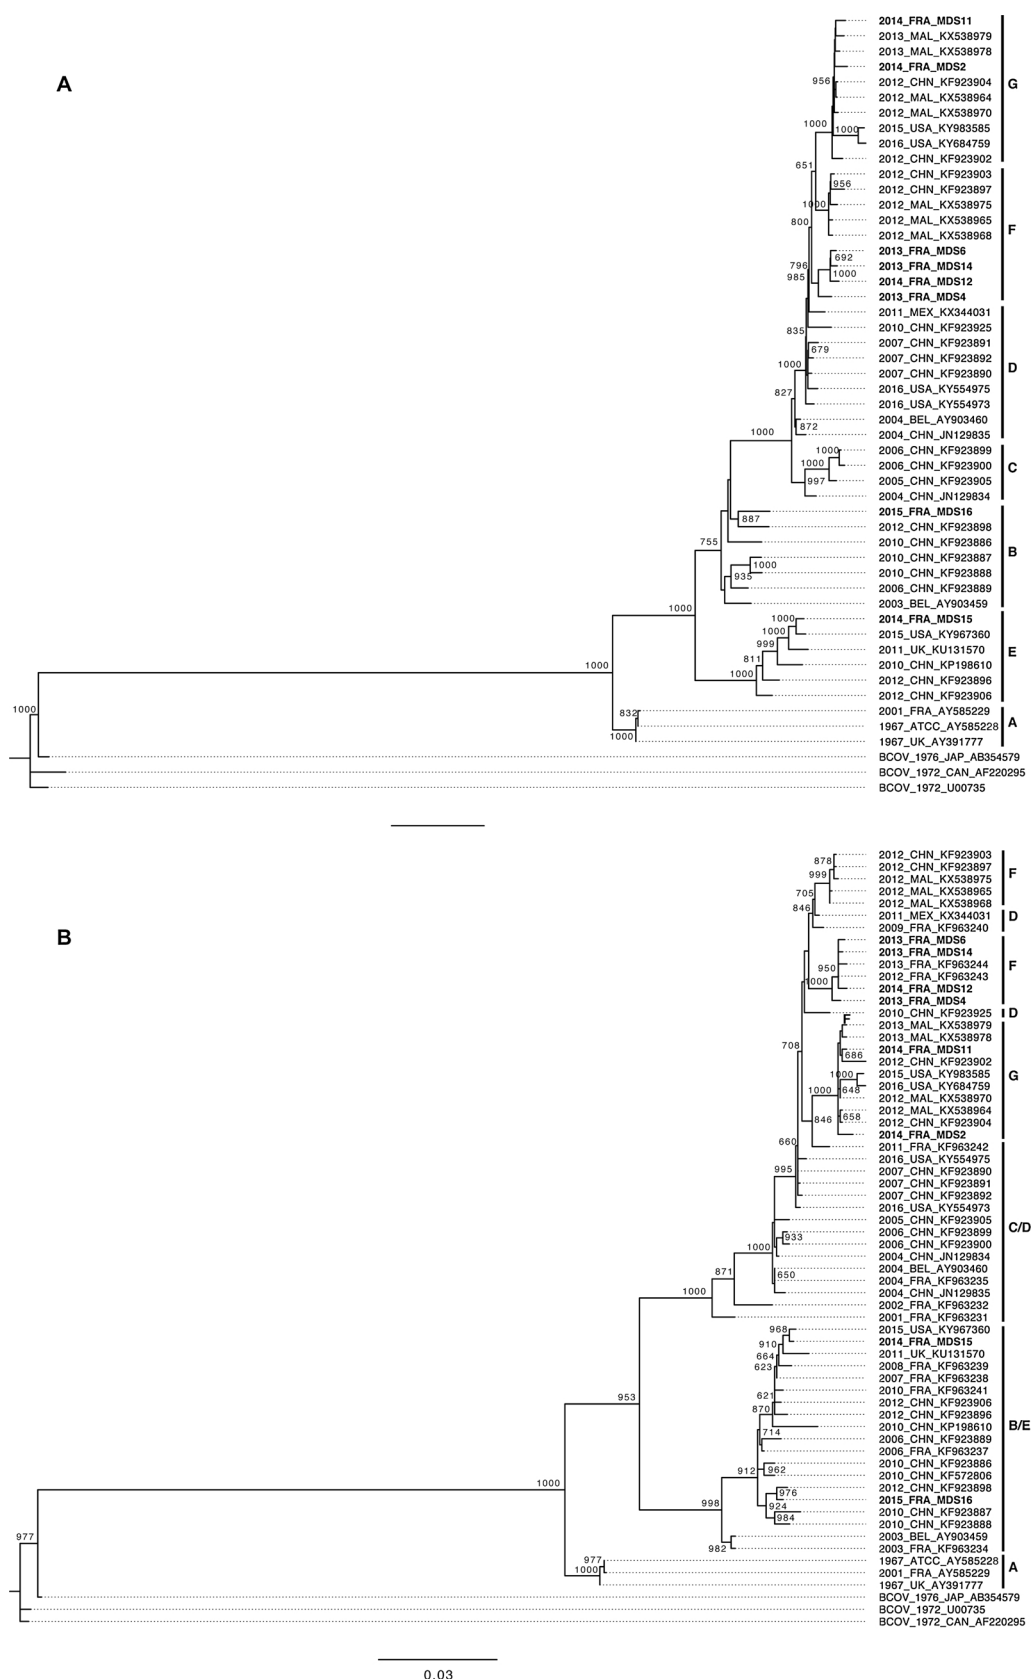 A
2014_FRA_MDS11
2013_MAL_KX538979
2013_MAL_KX538978
2014_FRA_MDS2
956
2012_CHN_KF923904
G
2012_MAL_KX538964
2012_MAL_KX538970
1000
1000
2015_USA_KY983585
2016_USA_KY684759
2012_CHN_KF923902
651
2012_CHN_KF923903
956
2012_CHN_KF923897
1000
2012_MAL_KX538975
800
2012_MAL_KX538965
F
2012_MAL_KX538968
2013_FRA_MDS6
692
796
2013_FRA_MDS14
985
1000
2014_FRA_MDS12
2013_FRA_MDS4
2011_MEX_KX344031
835
2010_CHN_KF923925
2007_CHN_KF923891
679
2007_CHN_KF923892
1000
2007_CHN_KF923890
D
827
2016_USA_KY554975
2016_USA_KY554973
2004_BEL_AY903460
872
1000
2004_CHN_JN129835
1000
2006_CHN_KF923899
1000
2006_CHN_KF923900
C
997
2005_CHN_KF923905
2004_CHN_JN129834
2015_FRA_MDS16
887
2012_CHN_KF923898
755
2010_CHN_KF923886
B
2010_CHN_KF923887
1000
935
2010_CHN_KF923888
2006_CHN_KF923889
2003_BEL_AY903459
1000
1000
2014_FRA_MDS15
1000
2015_USA_KY967360
999
2011_UK_KU131570
E
1000
811
2010_CHN_KP198610
1000
2012_CHN_KF923896
2012_CHN_KF923906
1000
832
2001_FRA_AY585229
1967_ATCC_AY585228
A
1000
1967_UK_AY391777
BCOV_1976_JAP_AB354579
BCOV_1972_CAN_AF220295
BCOV_1972_U00735
B
2012_CHN_KF923903
878
2012_CHN_KF923897
999
2012_MAL_KX538975
F
705
2012_MAL_KX538965
2012_MAL_KX538968
846
2011_MEX_KX344031
D
2009_FRA_KF963240
2013_FRA_MDS6
2013_FRA_MDS14
950
2013_FRA_KF963244
F
1000
2012_FRA_KF963243
2014_FRA_MDS12
2013_FRA_MDS4
2010_CHN_KF923925
D
F
2013_MAL_KX538979
2013_MAL_KX538978
708
2014_FRA_MDS11
686
2012_CHN_KF923902
1000
2015_USA_KY983585
G
1000
648
2016_USA_KY684759
2012_MAL_KX538970
846
658
2012_MAL_KX538964
2012_CHN_KF923904
2014_FRA_MDS2
660
2011_FRA_KF963242
2016_USA_KY554975
995
2007_CHN_KF923890
2007_CHN_KF923891
2007_CHN_KF923892
2016_USA_KY554973
2005_CHN_KF923905
C/D
933
2006_CHN_KF923899
1000
2006_CHN_KF923900
2004_CHN_JN129834
871
650
2004_BEL_AY903460
2004_FRA_KF963235
1000
2004_CHN_JN129835
2002_FRA_KF963232
2001_FRA_KF963231
968
2015_USA_KY967360
910
2014_FRA_MDS15
664
2011_UK_KU131570
623
2008_FRA_KF963239
2007_FRA_KF963238
953
621
2010_FRA_KF963241
870
2012_CHN_KF923906
2012_CHN_KF923896
2010_CHN_KP198610
B/E
714
2006_CHN_KF923889
2006_FRA_KF963237
912
962
2010_CHN_KF923886
2010_CHN_KF572806
1000
976
2012_CHN_KF923898
998
924
2015_FRA_MDS16
984
2010_CHN_KF923887
2010_CHN_KF923888
2003_BEL_AY903459
977
982
2003_FRA_KF963234
977
1967_ATCC_AY585228
1000
2001_FRA_AY585229
A
1967_UK_AY391777
BCOV_1976_JAP_AB354579
BCOV_1972_U00735
BCOV_1972_CAN_AF220295
0.03